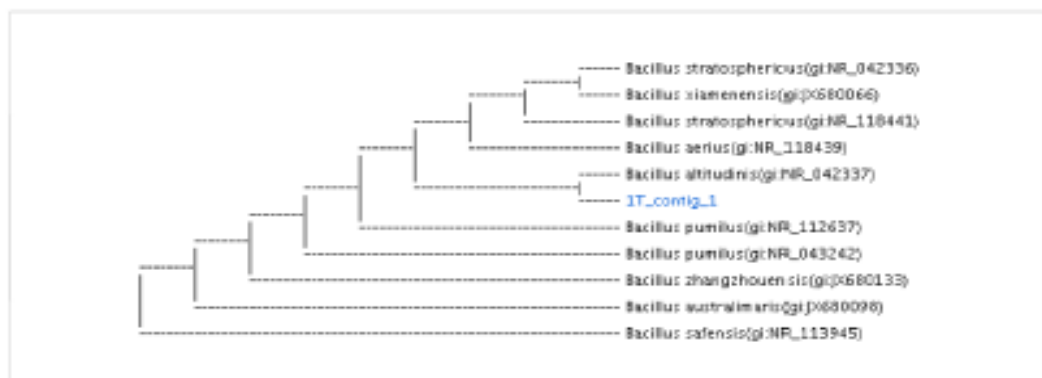 Bacillus stratosphericus(gi:NR_042336)
Bacillus xiamenensis(gi:JX680066)
Bacillus stratosphericus(gi:NR_118441)
Bacillus aerius(gi:NR_118439)
Bacillus altitudinis(gi:NR_042337)
1T_contig_1
Bacillus pumilus(gi:NR_112637)
Bacillus pumilus(gi:NR_043242)
Bacillus zhangzhouensis(gi:JX680133)
Bacillus australimaris(gi:JX680098)
Bacillus safensis(gi:NR_113945)